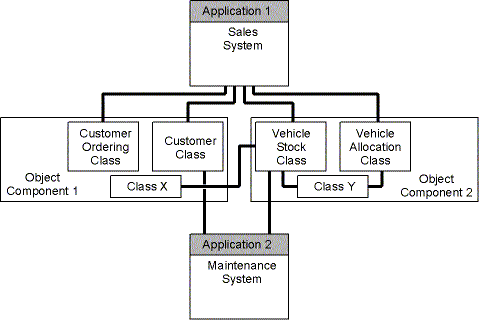 Application 1
Sales
System
Customer
Ordering
Class
Customer
Class
Vehicle
Stock
Class
Vehicle
Allocation
Class
Object
Component 1
Class X
Class Y
Object
Component 2
Application 2
Maintenance
System